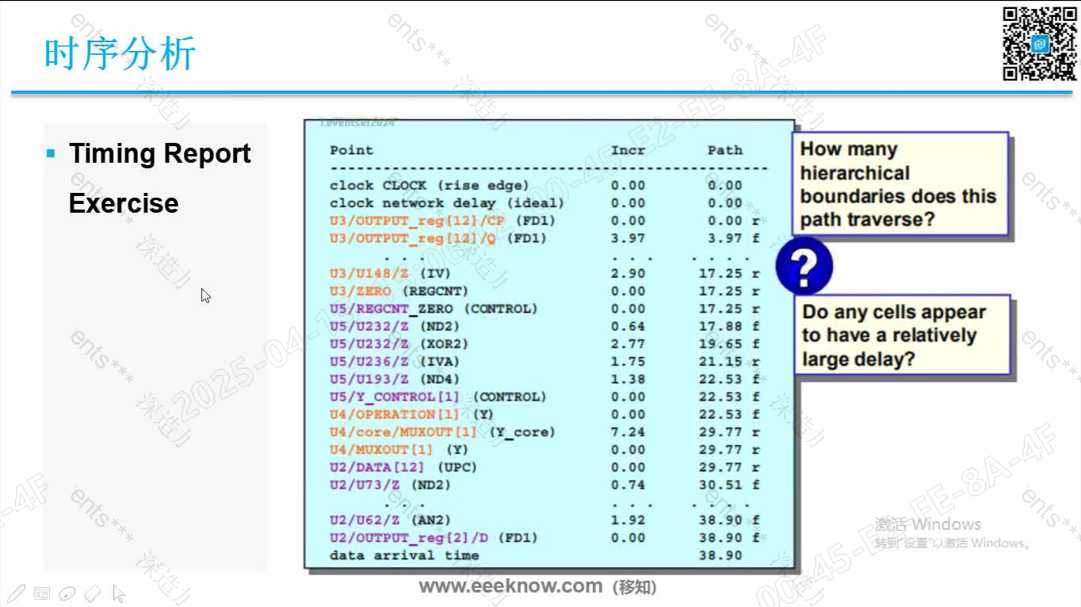 时序分析
Timing Report
Exercise
Point Incr Path
clock CLOCK (rise edge) 0.00 0.00
clock network delay (ideal) 0.00 0.00
U3/OUTPUT_reg[12]/CP (FD1) 0.00 0.00 r
U3/OUTPUT_reg[12]/Q (FD1) 3.97 3.97 f
. . . . . . . . . .
U3/U148/Z (IV) 2.90 17.25 r
U3/ZERO (REGCNT) 0.00 17.25 r
U5/REGCNT_ZERO (CONTROL) 0.00 17.25 r
U5/U232/Z (ND2) 0.64 17.88 f
U5/U232/Z (XOR2) 2.77 19.65 f
U5/U236/Z (IVA) 1.75 21.15 r
U5/U193/Z (ND4) 1.38 22.53 f
U5/Y_CONTROL[1] (CONTROL) 0.00 22.53 f
U4/OPERATION[1] (Y) 0.00 22.53 f
U4/core/MUXOUT[1] (Y_core) 7.24 29.77 r
U4/MUXOUT[1] (Y) 0.00 29.77 r
U2/DATA[12] (UPC) 0.00 29.77 r
U2/U73/Z (ND2) 0.74 30.51 f
. . . . . . . . . .
U2/U62/Z (AN2) 1.92 38.90 f
U2/OUTPUT_reg[2]/D (FD1) 0.00 38.90 f
data arrival time 38.90
How many
hierarchical
boundaries does this
path traverse?
?
Do any cells appear
to have a relatively
large delay?
激活 Windows
转到"设置"以激活 Windows。
www.eeeknow.com (移知)